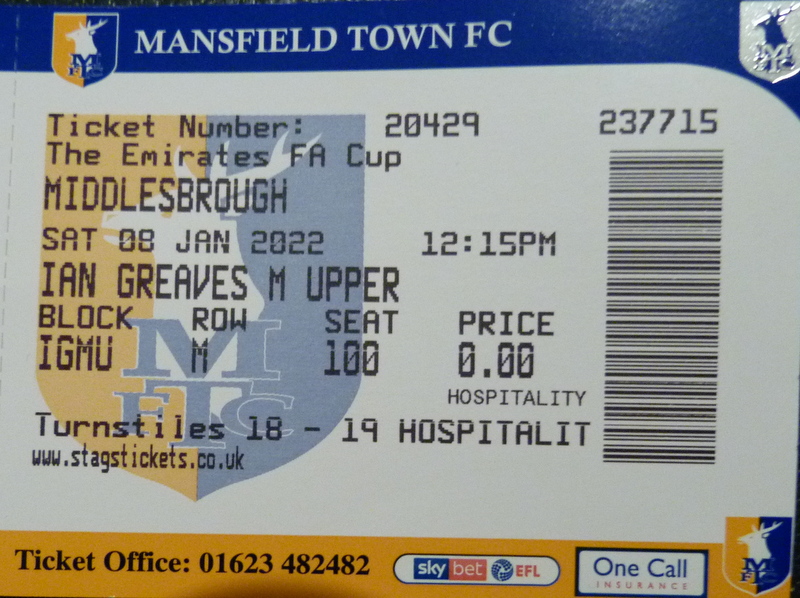 MANSFIELD TOWN FC
Ticket Number: 20429 237715
The Emirates FA Cup
MIDDLESBROUGH
SAT 08 JAN 2022 12:15PM
IAN GREAVES M UPPER
BLOCK ROW SEAT PRICE
IGMU M 100 0.00
HOSPITALITY
Turnstiles 18 - 19 HOSPITALIT
www.stagstickets.co.uk
MFTC
Ticket Office: 01623 482482
sky bet EFL
One Call
INSURANCE